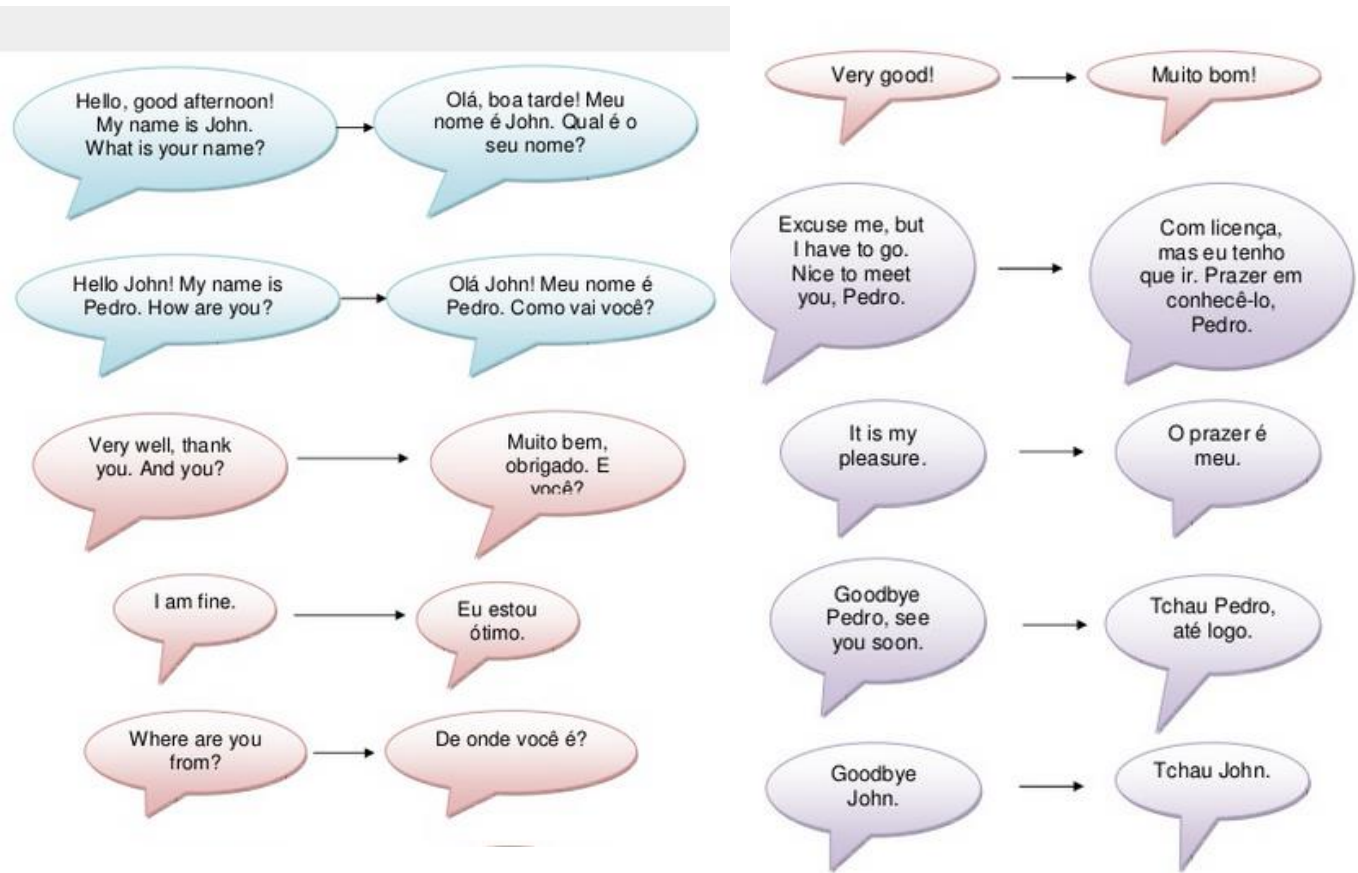 Hello, good afternoon!
My name is John.
What is your name?
Olá, boa tarde! Meu
nome é John. Qual é o
seu nome?
Hello John! My name is
Pedro. How are you?
Olá John! Meu nome é
Pedro. Como vai você?
Very well, thank
you. And you?
Muito bem,
obrigado. E
você?
I am fine.
Eu estou
ótimo.
Where are you
from?
De onde você é?
Very good!
Muito bom!
Excuse me, but
I have to go.
Nice to meet
you, Pedro.
Com licença,
mas eu tenho
que ir. Prazer em
conhecê-lo,
Pedro.
It is my
pleasure.
O prazer é
meu.
Goodbye
Pedro, see
you soon.
Tchau Pedro,
até logo.
Goodbye
John.
Tchau John.